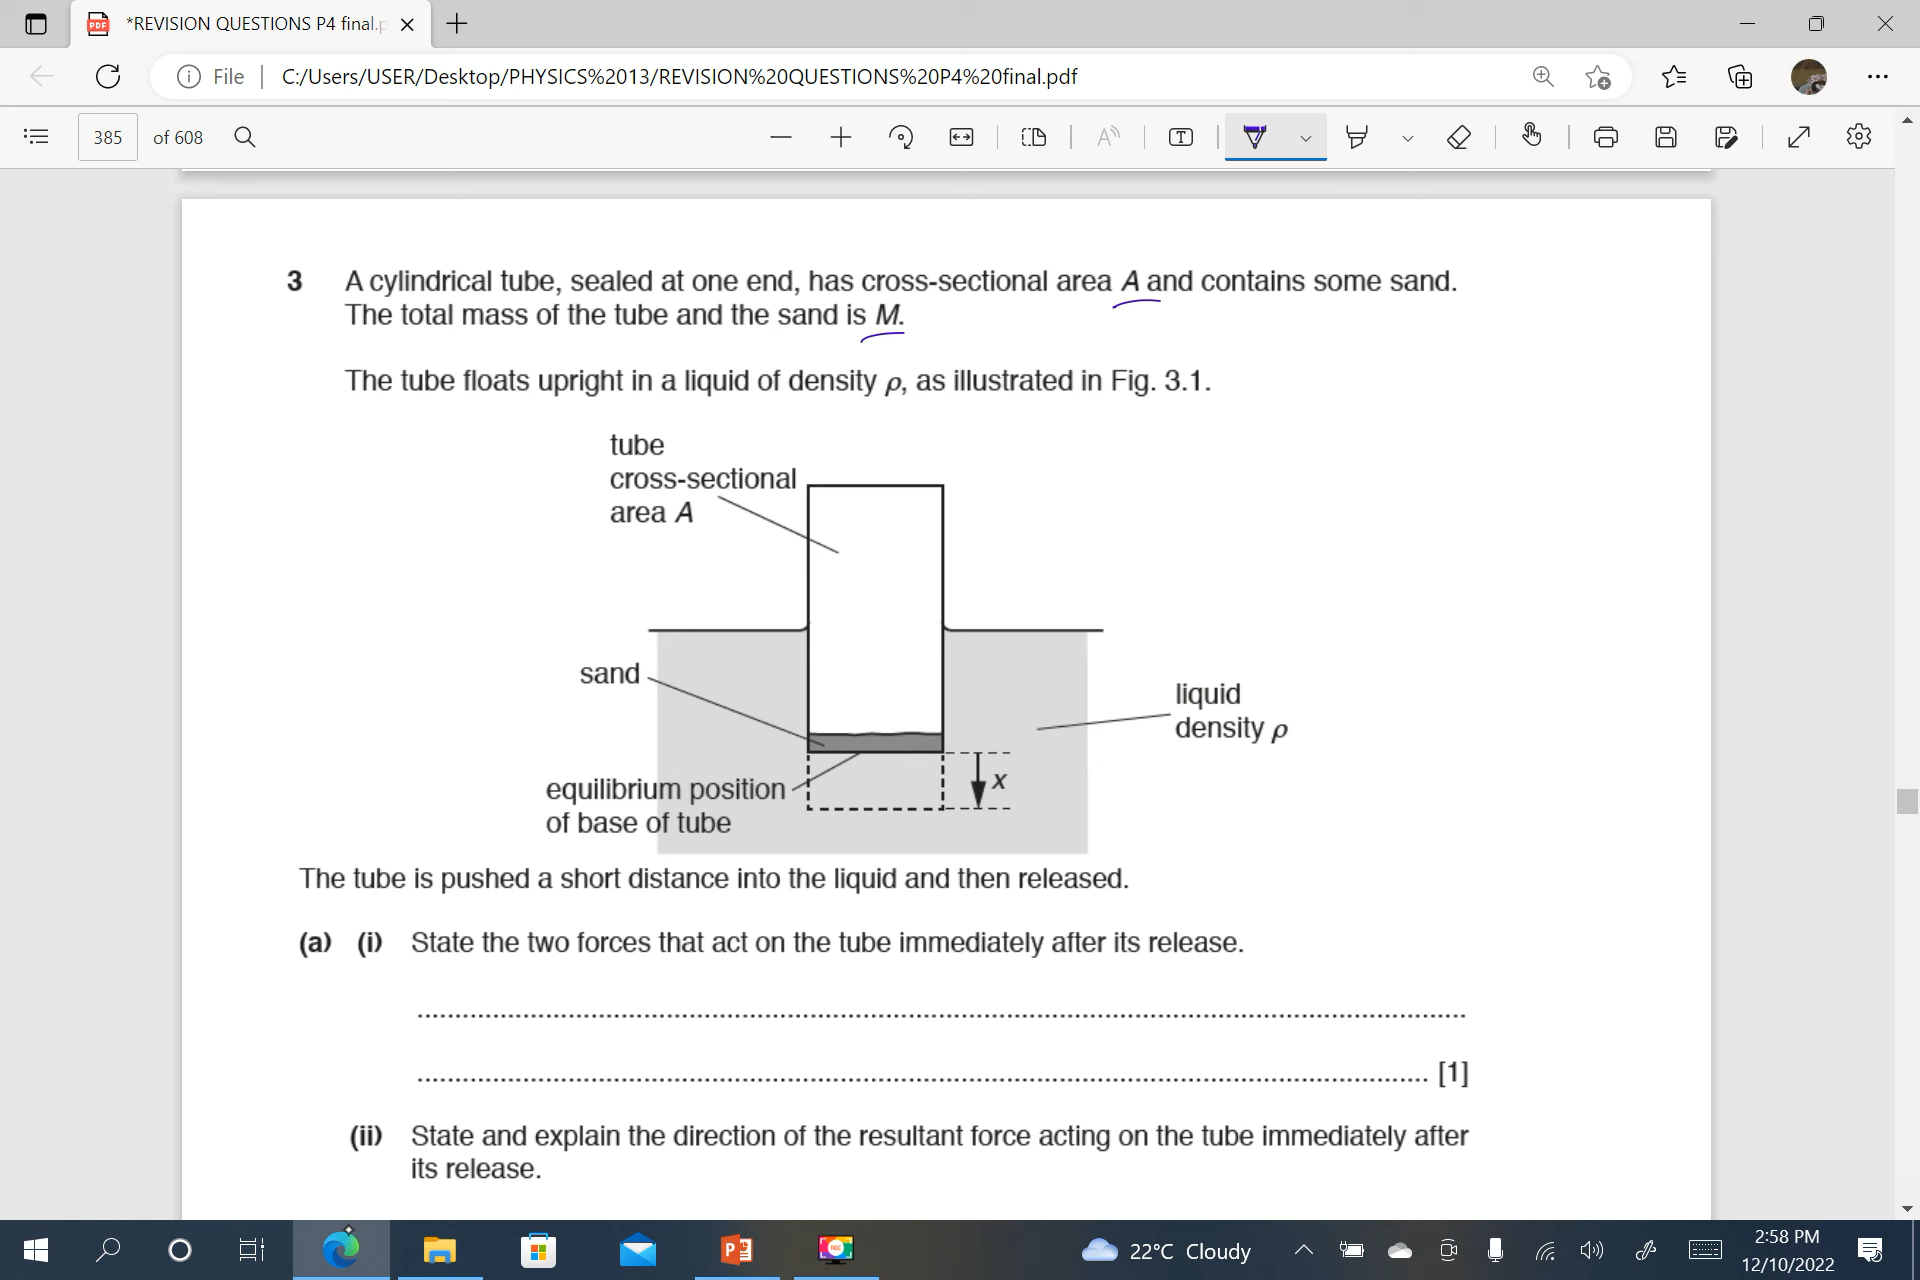 *REVISION QUESTIONS P4 final.p
File
C:/Users/USER/Desktop/PHYSICS%2013/REVISION%20QUESTIONS%20P4%20final.pdf
385 of 608
3 A cylindrical tube, sealed at one end, has cross-sectional area A and contains some sand.
The total mass of the tube and the sand is M.
The tube floats upright in a liquid of density ρ, as illustrated in Fig. 3.1.
tube
cross-sectional
area A
sand
liquid
density ρ
x
equilibrium position
of base of tube
The tube is pushed a short distance into the liquid and then released.
(a) (i) State the two forces that act on the tube immediately after its release.
..........................................................................................
.......................................................................................... [1]
(ii) State and explain the direction of the resultant force acting on the tube immediately after
its release.
22°C Cloudy
2:58 PM
12/10/2022